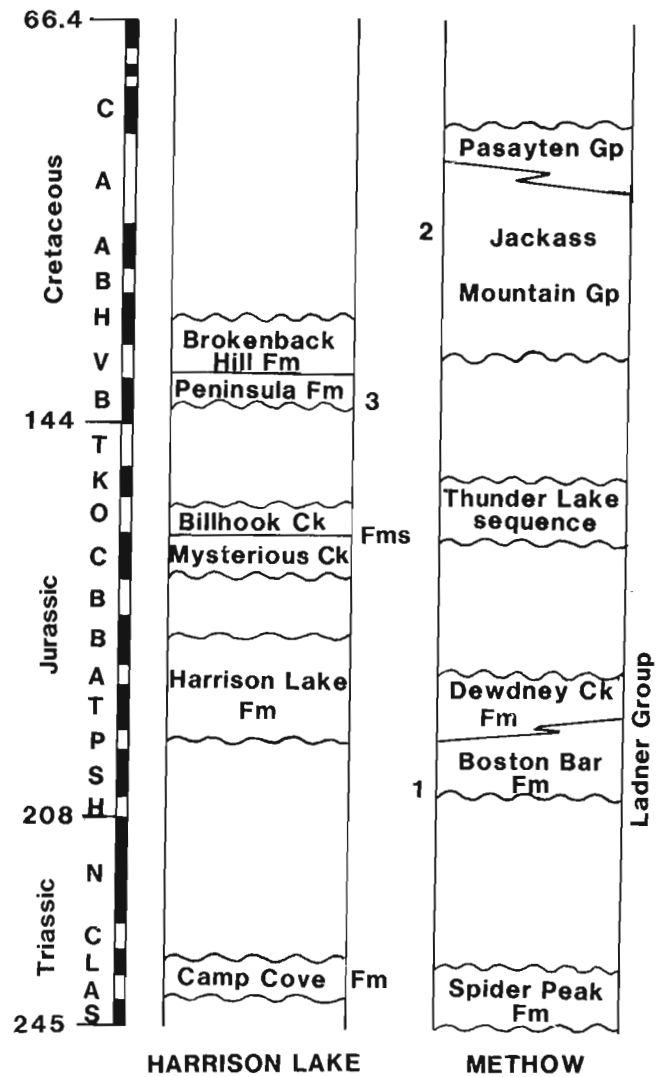 66.4
C
A
A
B
H
V
B
144
Cretaceous
T
K
O
C
B
B
A
T
P
S
H
208
Jurassic
N
C
L
A
S
245
Triassic
Brokenback
Hill Fm
Peninsula Fm
3
Billhook Ck
Fms
Mysterious Ck
Harrison Lake
Fm
Camp Cove Fm
HARRISON LAKE
Pasayten Gp
2
Jackass
Mountain Gp
Thunder Lake
sequence
Dewdney Ck
Fm
Boston Bar
Fm
1
Ladner Group
Spider Peak
Fm
METHOW